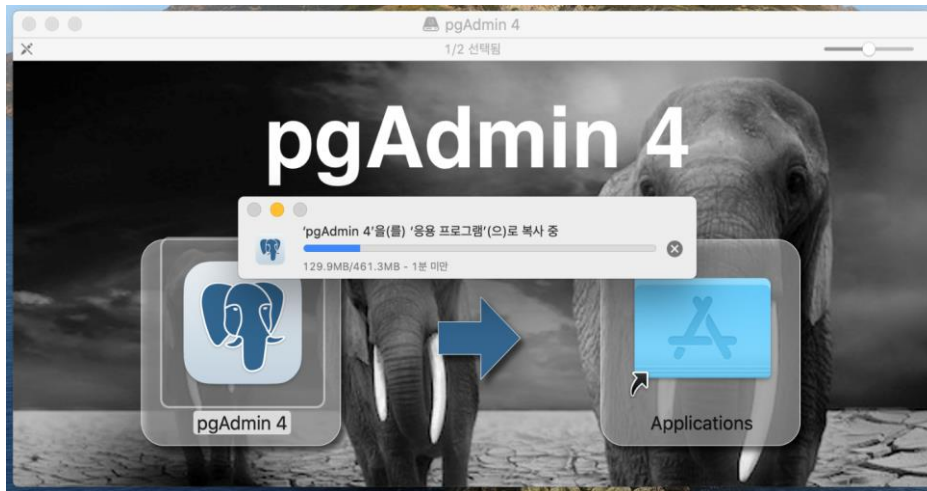 pgAdmin 4
1/2 선택됨
pgAdmin 4
'pgAdmin 4'을(를) '응용 프로그램'(으)로 복사 중
129.9MB/461.3MB - 1분 미만
pgAdmin 4
Applications